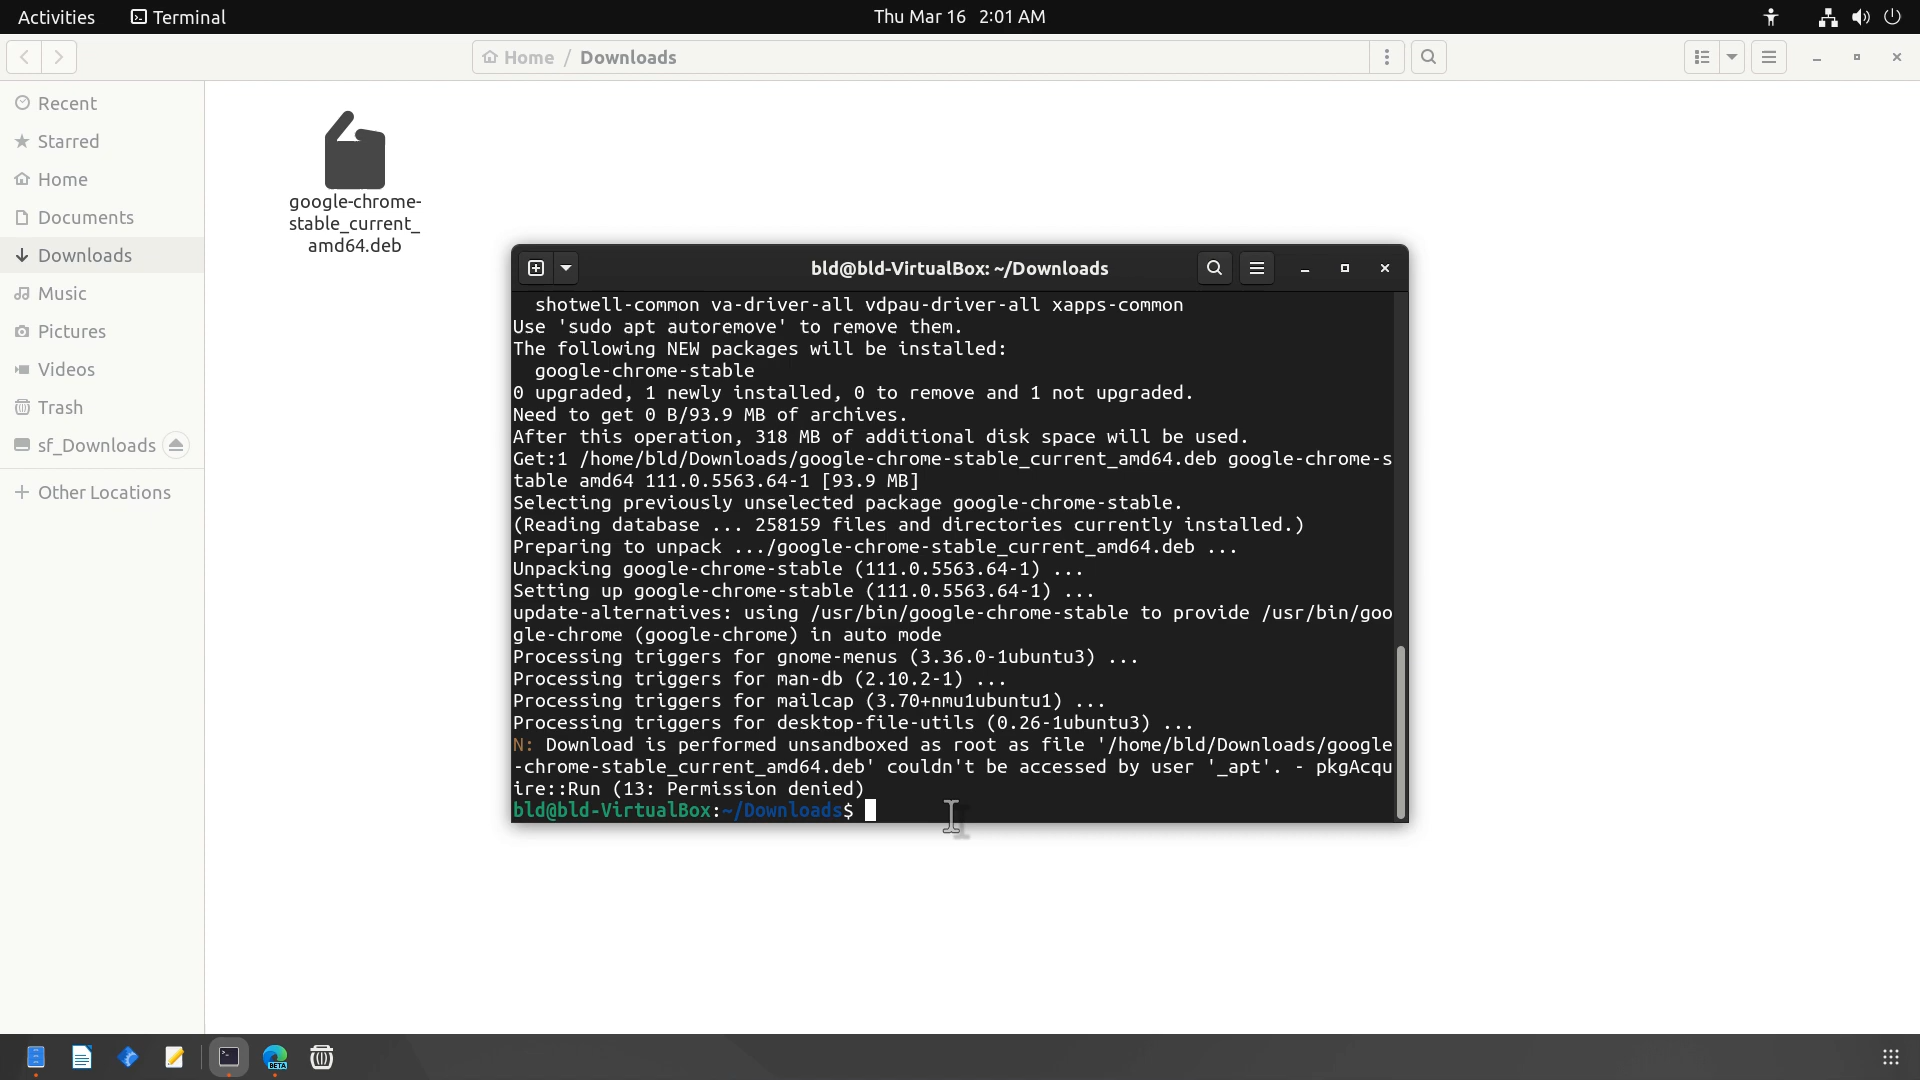 Activities
Terminal
Thu Mar 16 2:01 AM
Home / Downloads
Recent
Starred
Home
Documents
Downloads
Music
Pictures
Videos
Trash
sf_Downloads
Other Locations
google-chrome-
stable_current_
amd64.deb
bld@bld-VirtualBox: ~/Downloads
shotwell-common va-driver-all vdpau-driver-all xapps-common
Use 'sudo apt autoremove' to remove them.
The following NEW packages will be installed:
google-chrome-stable
0 upgraded, 1 newly installed, 0 to remove and 1 not upgraded.
Need to get 0 B/93.9 MB of archives.
After this operation, 318 MB of additional disk space will be used.
Get:1 /home/bld/Downloads/google-chrome-stable_current_amd64.deb google-chrome-s
table amd64 111.0.5563.64-1 [93.9 MB]
Selecting previously unselected package google-chrome-stable.
(Reading database ... 258159 files and directories currently installed.)
Preparing to unpack .../google-chrome-stable_current_amd64.deb ...
Unpacking google-chrome-stable (111.0.5563.64-1) ...
Setting up google-chrome-stable (111.0.5563.64-1) ...
update-alternatives: using /usr/bin/google-chrome-stable to provide /usr/bin/goo
gle-chrome (google-chrome) in auto mode
Processing triggers for gnome-menus (3.36.0-1ubuntu3) ...
Processing triggers for man-db (2.10.2-1) ...
Processing triggers for mailcap (3.70+nmu1ubuntu1) ...
Processing triggers for desktop-file-utils (0.26-1ubuntu3) ...
N: Download is performed unsandboxed as root as file '/home/bld/Downloads/google
-chrome-stable_current_amd64.deb' couldn't be accessed by user '_apt'. - pkgAcqu
ire::Run (13: Permission denied)
bld@bld-VirtualBox:~/Downloads$
BETA